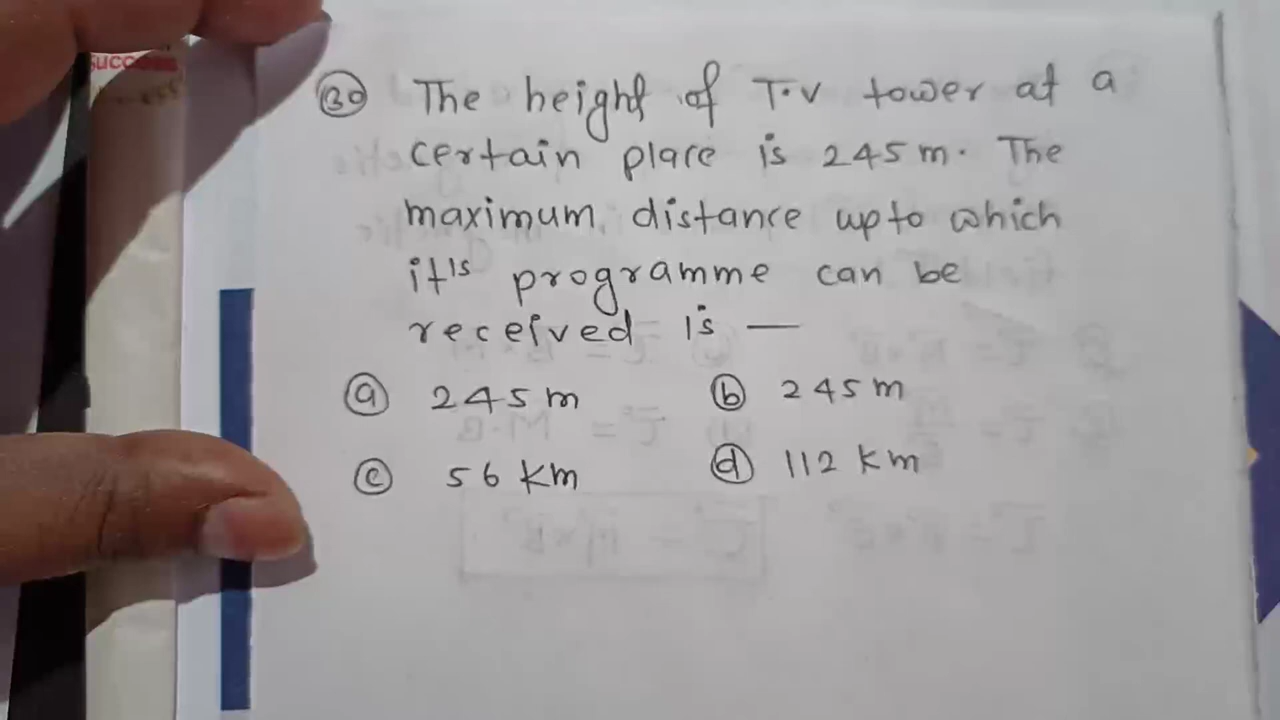 Success
30 The height of T.V tower at a
certain place is 245 m. The
maximum distance upto which
it's programme can be
received is —
a 245 m b 245 m
c 56 Km d 112 Km